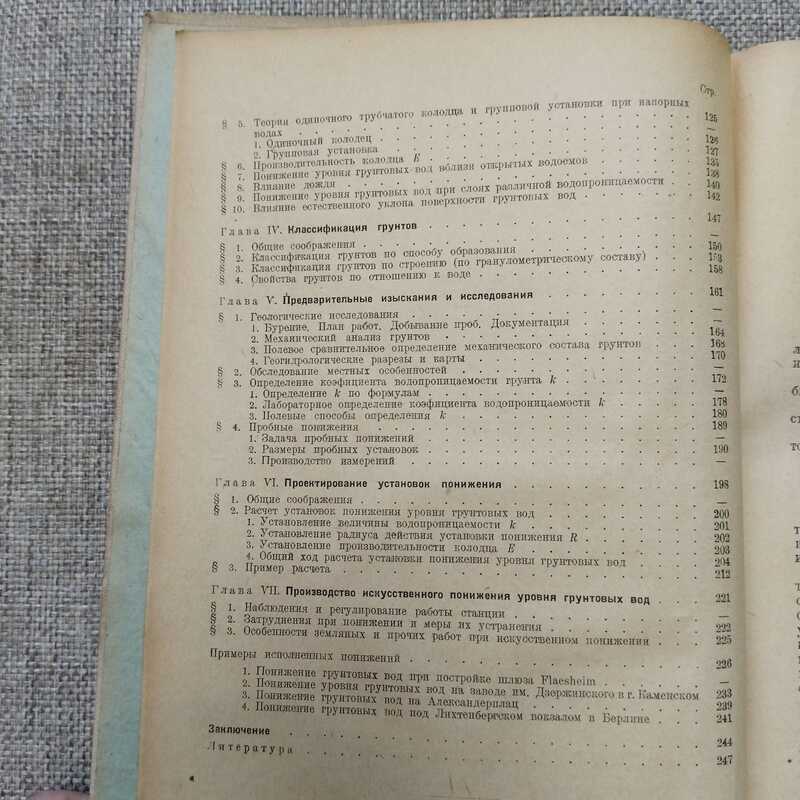 Стр.
§ 5. Теория одиночного трубчатого колодца и групповой установки при напорных
водах . . . 125
1. Одиночный колодец . . . —
2. Групповая установка . . . 126
§ 6. Производительность колодца E . . . 127
§ 7. Понижение уровня грунтовых вод вблизи открытых водоемов . . . 135
§ 8. Влияние дождя . . . 138
§ 9. Понижение уровня грунтовых вод при слоях различной водопроницаемости . . 140
§ 10. Влияние естественного уклона поверхности грунтовых вод . . . 142
Глава IV. Классификация грунтов . . . 147
§ 1. Общие соображения . . . —
§ 2. Классификация грунтов по способу образования . . . 150
§ 3. Классификация грунтов по строению (по гранулометрическому составу) . . . 153
§ 4. Свойства грунтов по отношению к воде . . . 158
Глава V. Предварительные изыскания и исследования . . . 161
§ 1. Геологические исследования . . . —
1. Бурение. План работ. Добывание проб. Документация . . . —
2. Механический анализ грунтов . . . 164
3. Полевое сравнительное определение механического состава грунтов . . . 168
4. Геогидрологические разрезы и карты . . . 170
§ 2. Обследование местных особенностей . . . —
§ 3. Определение коэфициента водопроницаемости грунта k . . . 172
1. Определение k по формулам . . . —
2. Лабораторное определение коэфициента водопроницаемости k . . . 178
3. Полевые способы определения k . . . 180
§ 4. Пробные понижения . . . 189
1. Задача пробных понижений . . . —
2. Размеры пробных установок . . . 190
3. Производство измерений . . . —
Глава VI. Проектирование установок понижения . . . 198
§ 1. Общие соображения . . . —
§ 2. Расчет установок понижения уровня грунтовых вод . . . 200
1. Установление величины водопроницаемости k . . . 201
2. Установление радиуса действия установки понижения R . . . 202
3. Установление производительности колодца E . . . 203
4. Общий ход расчета установки понижения уровня грунтовых вод . . . 204
§ 3. Пример расчета . . . 212
Глава VII. Производство искусственного понижения уровня грунтовых вод . . . 221
§ 1. Наблюдения и регулирование работы станции . . . —
§ 2. Затруднения при понижении и меры их устранения . . . 222
§ 3. Особенности земляных и прочих работ при искусственном понижении . . . 225
Примеры исполненных понижений . . . 226
1. Понижение грунтовых вод при постройке шлюза Flaesheim . . . —
2. Понижение уровня грунтовых вод на заводе им. Дзержинского в г. Каменском 233
3. Понижение грунтовых вод на Александерплац . . . 239
4. Понижение грунтовых вод под Лихтенбергским вокзалом в Берлине . . . 241
Заключение . . . 244
Литература . . . 247